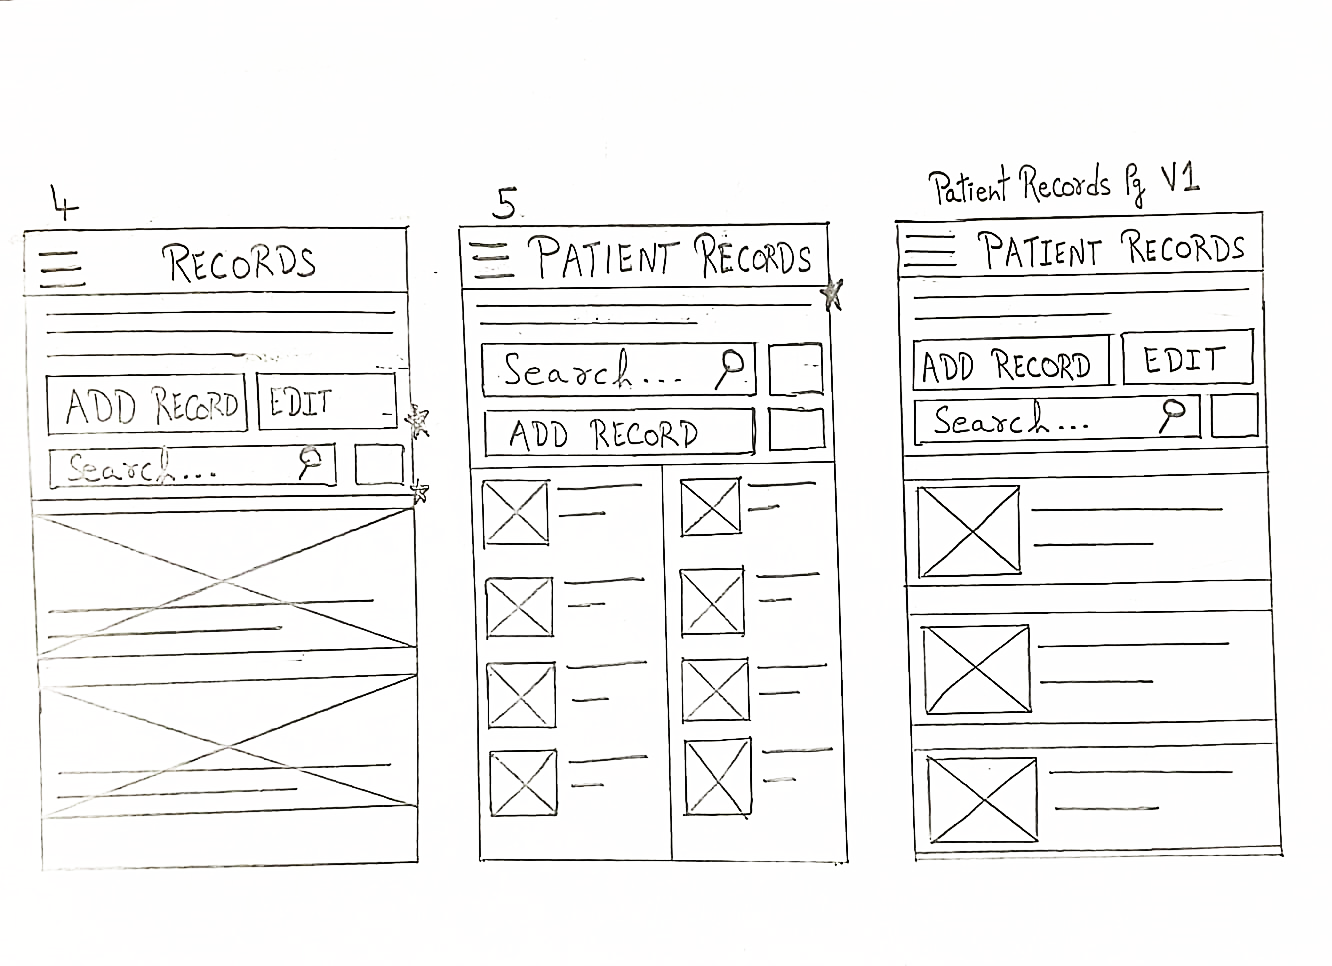 4
RECORDS
ADD RECORD
EDIT
Search...
5
PATIENT RECORDS
Search...
ADD RECORD
Patient Records Pg V1
PATIENT RECORDS
ADD RECORD
EDIT
Search...